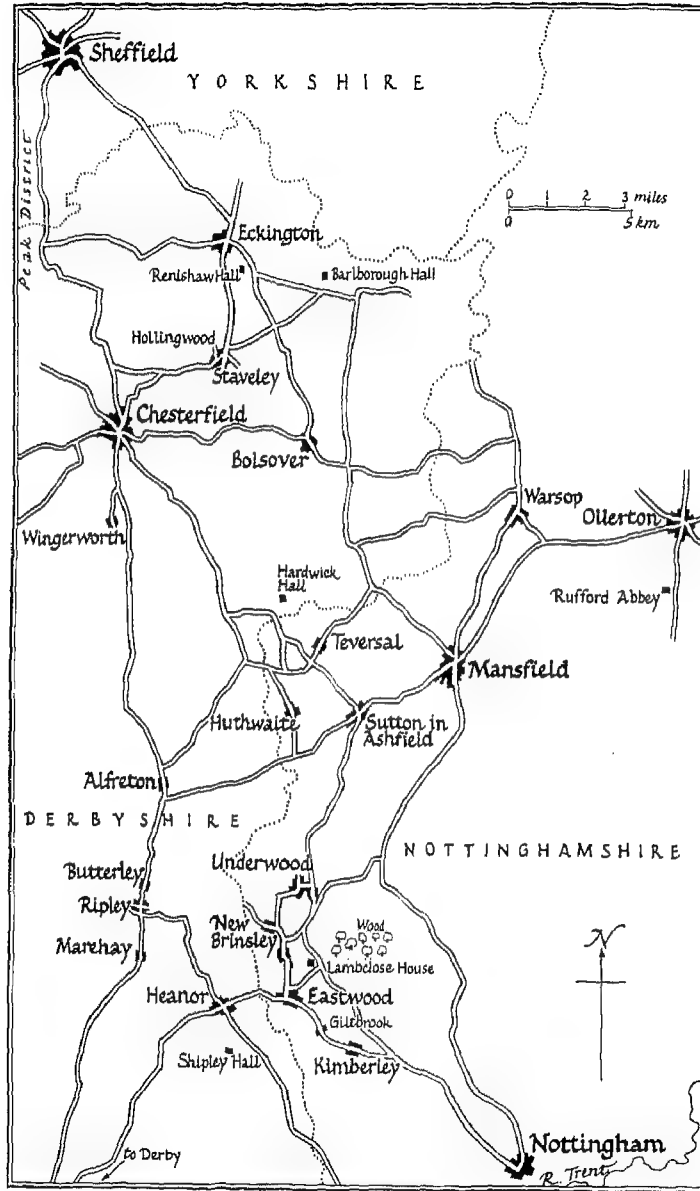 Sheffield
YORKSHIRE
Peak District
0 1 2 3 miles
0 5 km
Eckington
Renishaw Hall
Barlborough Hall
Hollingwood
Staveley
Chesterfield
Bolsover
Warsop
Ollerton
Wingerworth
Hardwick
Hall
Rufford Abbey
Teversal
Mansfield
Huthwaite
Sutton in
Ashfield
Alfreton
DERBYSHIRE
NOTTINGHAMSHIRE
Underwood
Butterley
Ripley
New
Brinsley
Wood
N
Marehay
Lambclose House
Heanor
Eastwood
Giltbrook
Shipley Hall
Kimberley
Nottingham
to Derby
R. Trent